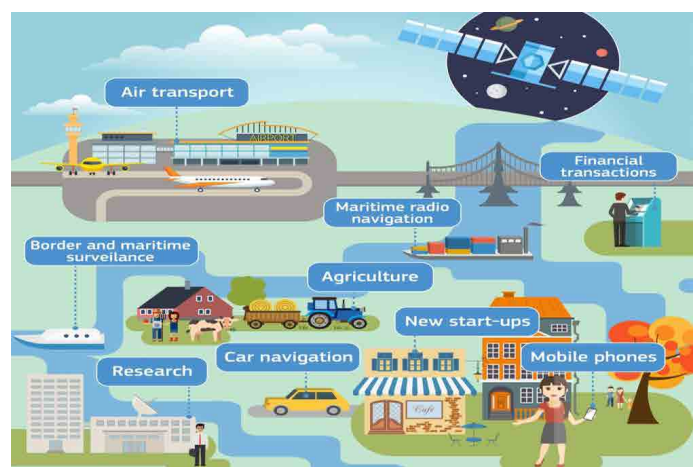 Air transport
AIRPORT
Financial
transactions
Maritime radio
navigation
Border and maritime
surveilance
Agriculture
New start-ups
Car navigation
Mobile phones
Research
Café